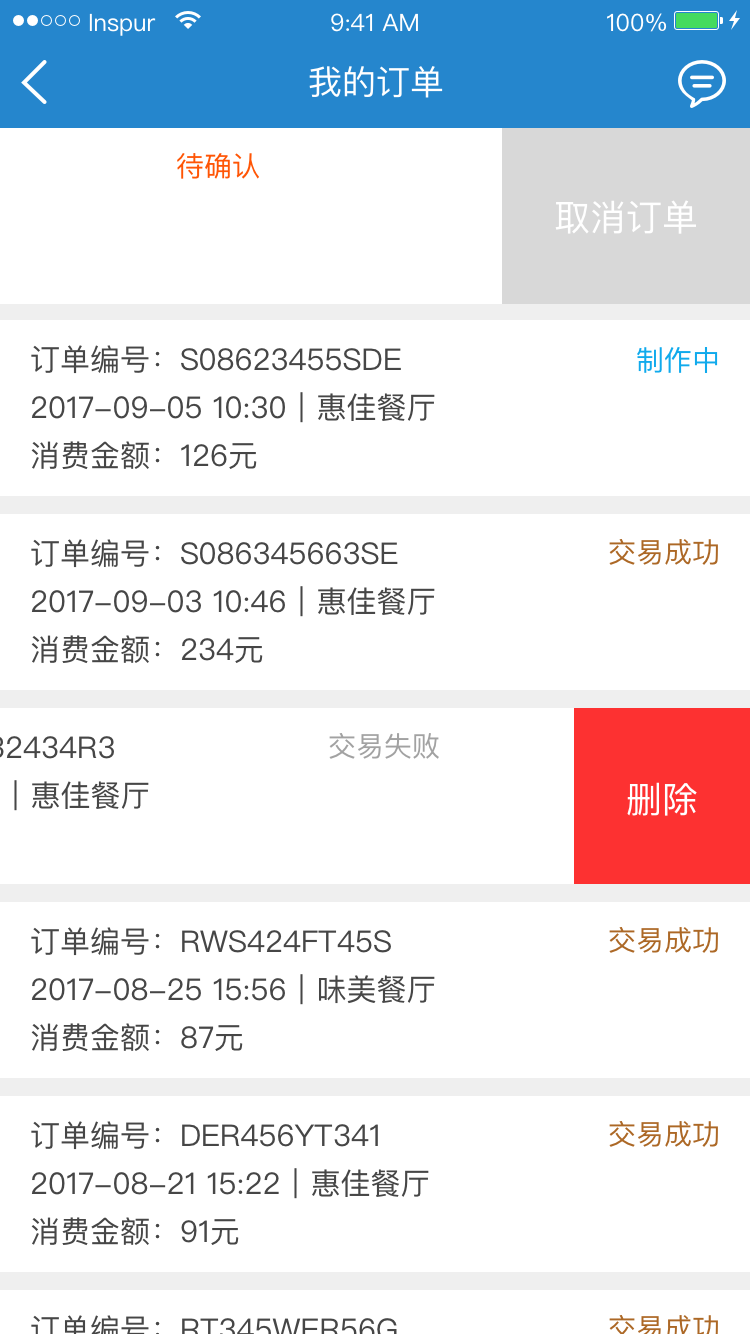 Inspur 9:41 AM 100%
我的订单
待确认
取消订单
订单编号：S08623455SDE 制作中
2017-09-05 10:30 | 惠佳餐厅
消费金额：126元
订单编号：S086345663SE 交易成功
2017-09-03 10:46 | 惠佳餐厅
消费金额：234元
32434R3 交易失败
| 惠佳餐厅
删除
订单编号：RWS424FT45S 交易成功
2017-08-25 15:56 | 味美餐厅
消费金额：87元
订单编号：DER456YT341 交易成功
2017-08-21 15:22 | 惠佳餐厅
消费金额：91元
订单编号：RT345WER56G 交易成功